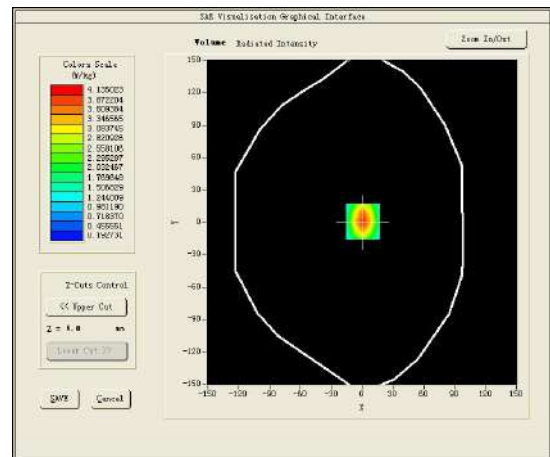 SAR Visualisation Graphical Interface
Volume Radiated Intensity
Zoom In/Out
Colors Scale
(W/kg)
4.135023
3.872204
3.609384
3.346565
3.083745
2.820926
2.558106
2.295287
2.032467
1.769648
1.506829
1.244009
0.981190
0.718370
0.455551
0.192731
150
120
90
60
30
0
-30
-60
-90
-120
-150
Y
-150 -120 -90 -60 -30 0 30 60 90 120 150
X
Z-Cuts Control
<< Upper Cut
Z = 4.0 mm
Lower Cut >>
SAVE Cancel